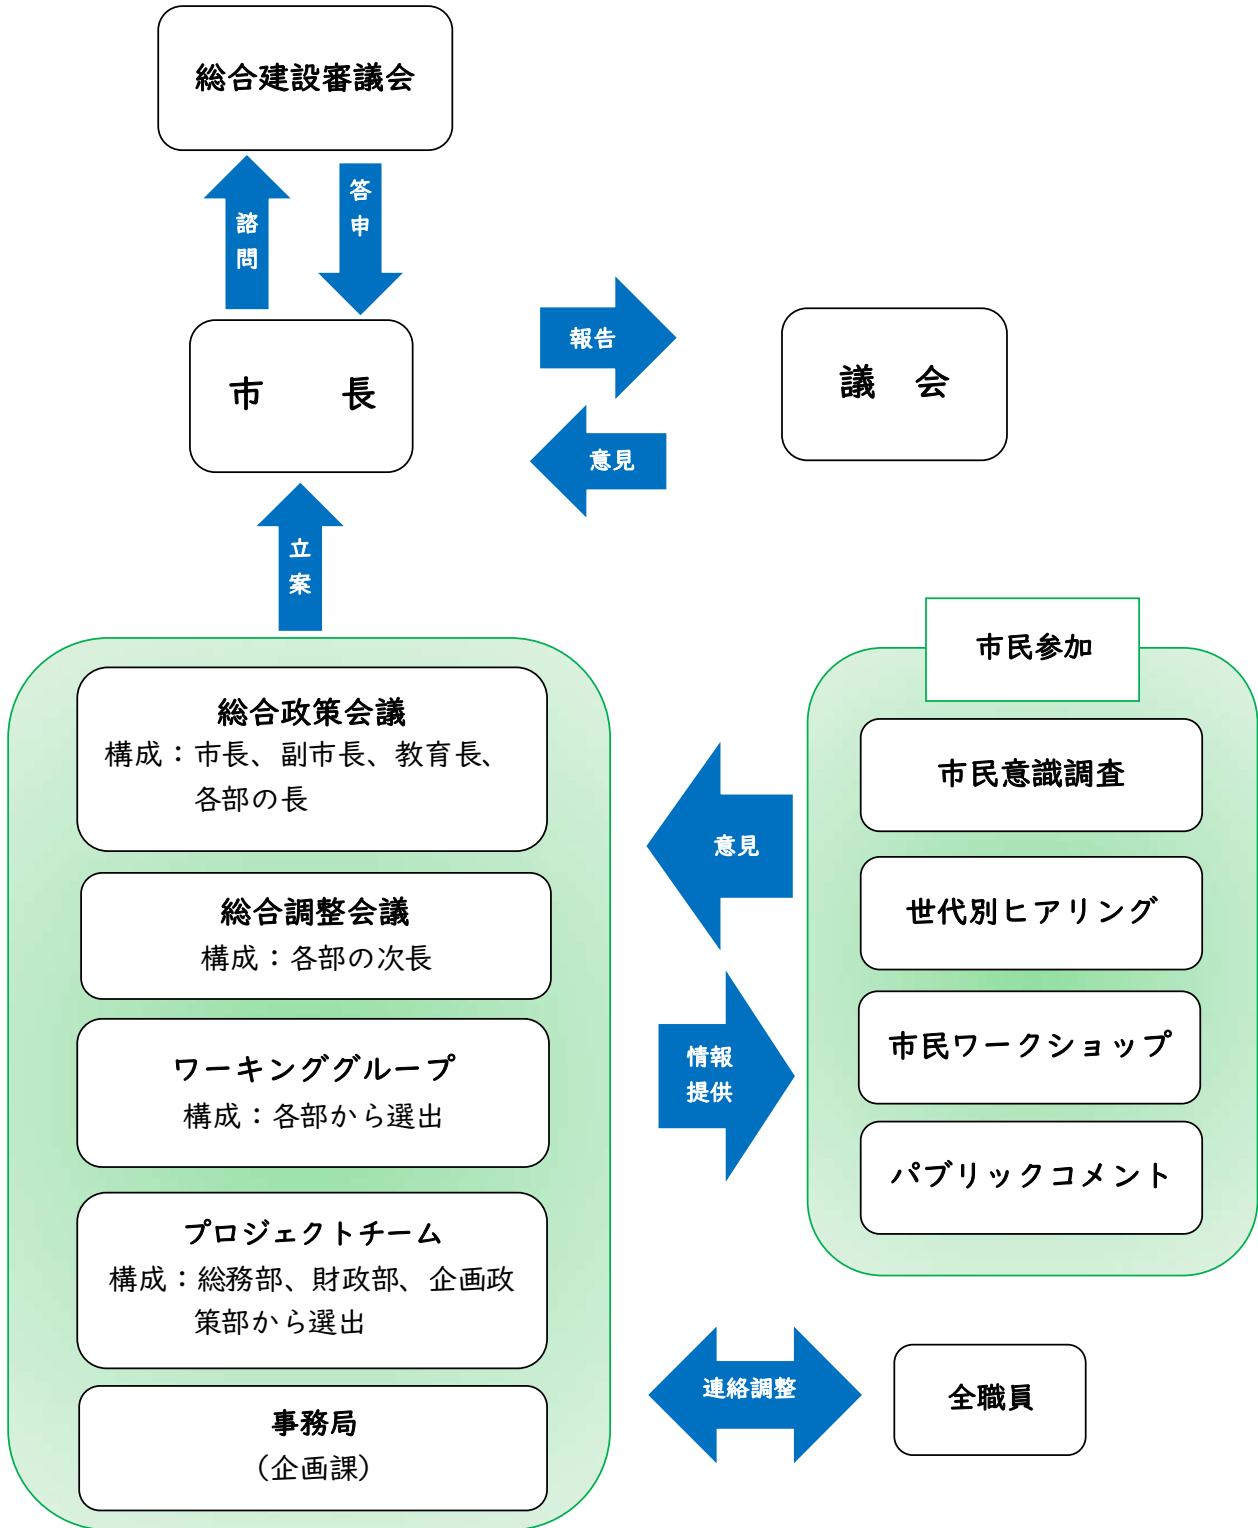 総合建設審議会
諮問
答申
市　　長
報告
意見
議　会
立案
総合政策会議
構成：市長、副市長、教育長、
各部の長
総合調整会議
構成：各部の次長
ワーキンググループ
構成：各部から選出
プロジェクトチーム
構成：総務部、財政部、企画政
策部から選出
事務局
（企画課）
意見
情報
提供
連絡調整
市民参加
市民意識調査
世代別ヒアリング
市民ワークショップ
パブリックコメント
全職員